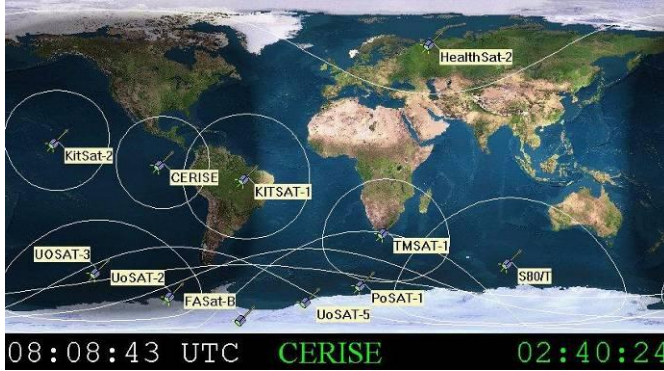 HealthSat-2
KitSat-2
CERISE
KITSAT-1
TMSAT-1
UOSAT-3
UoSAT-2
FASat-B
UoSAT-5
PoSAT-1
S80/T
08:08:43 UTC CERISE 02:40:24